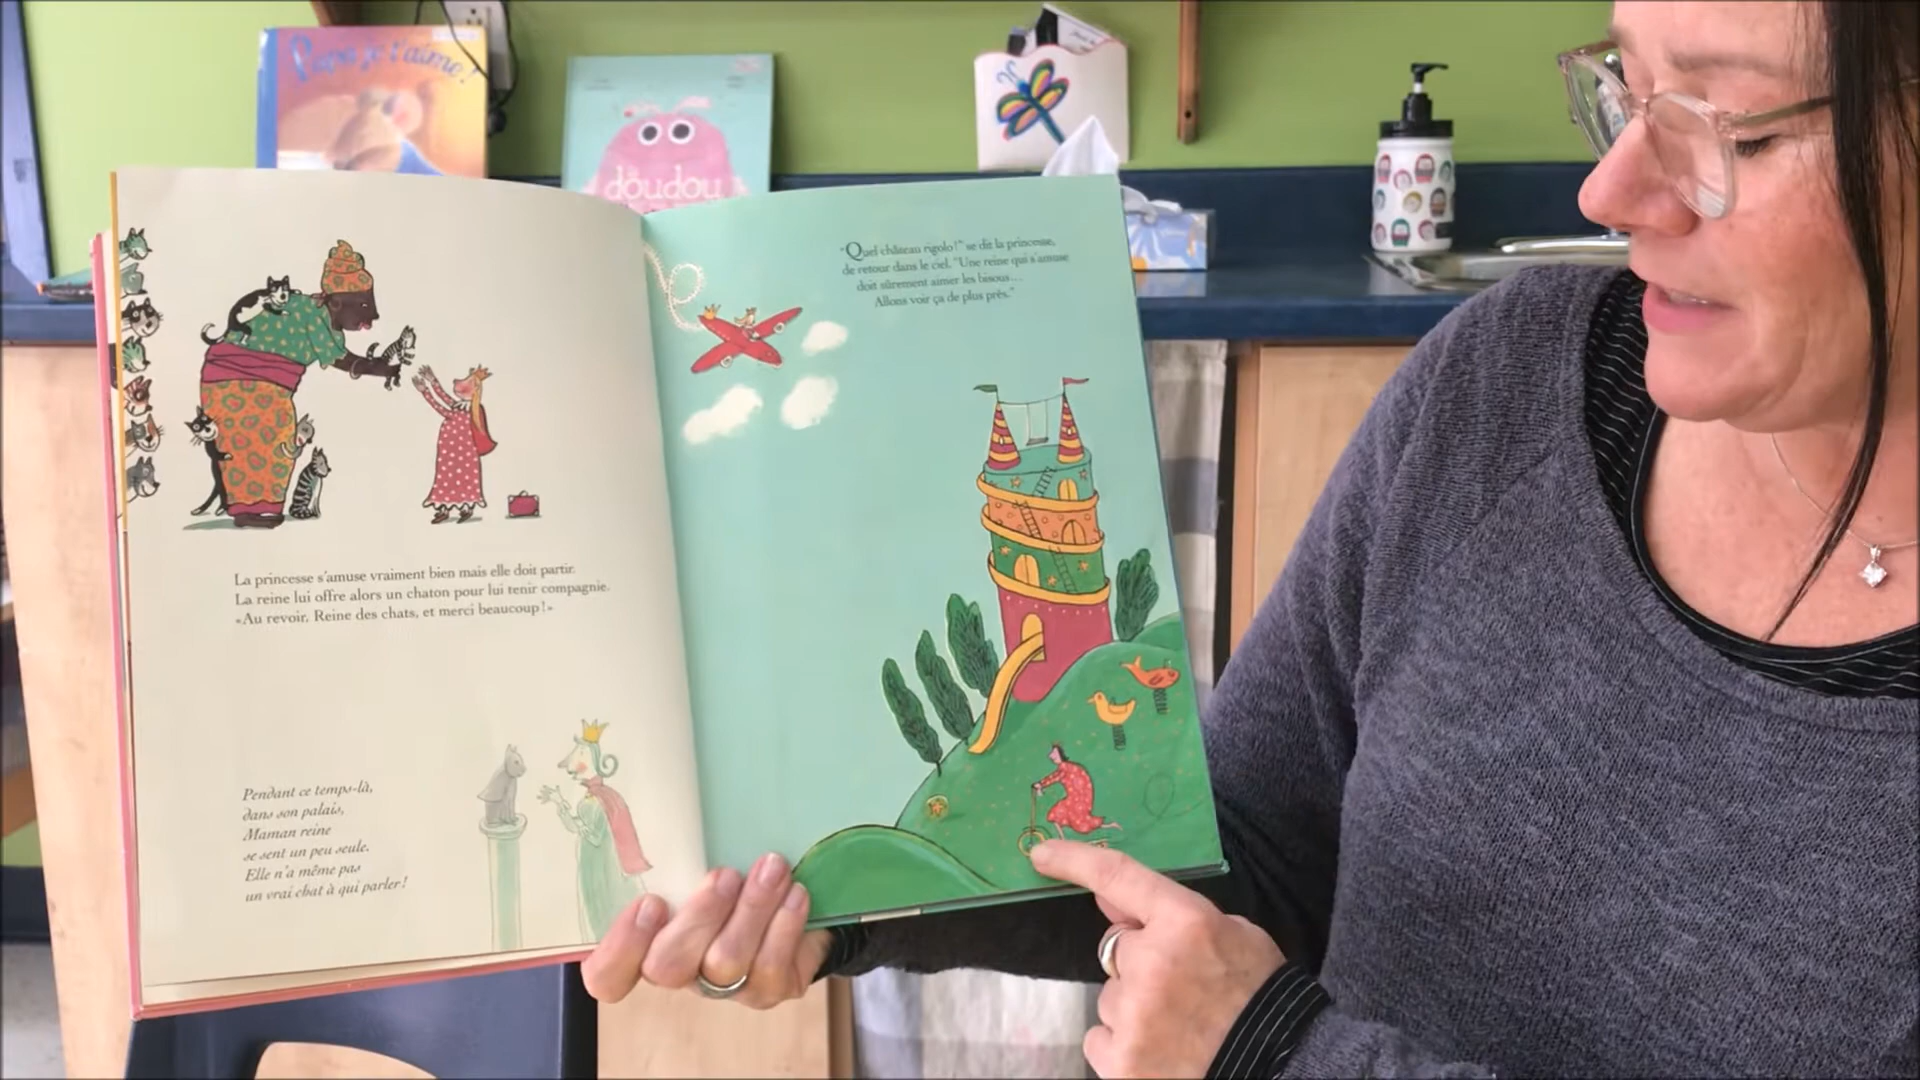 Papa je t'aime!
le
doudou
La princesse s'amuse vraiment bien mais elle doit partir.
La reine lui offre alors un chaton pour lui tenir compagnie.
«Au revoir, Reine des chats, et merci beaucoup!»
Pendant ce temps-là,
dans son palais,
Maman reine
se sent un peu seule.
Elle n'a même pas
un vrai chat à qui parler!
"Quel château rigolo!" se dit la princesse,
de retour dans le ciel. "Une reine qui s'amuse
doit sûrement aimer les bisous...
Allons voir ça de plus près."